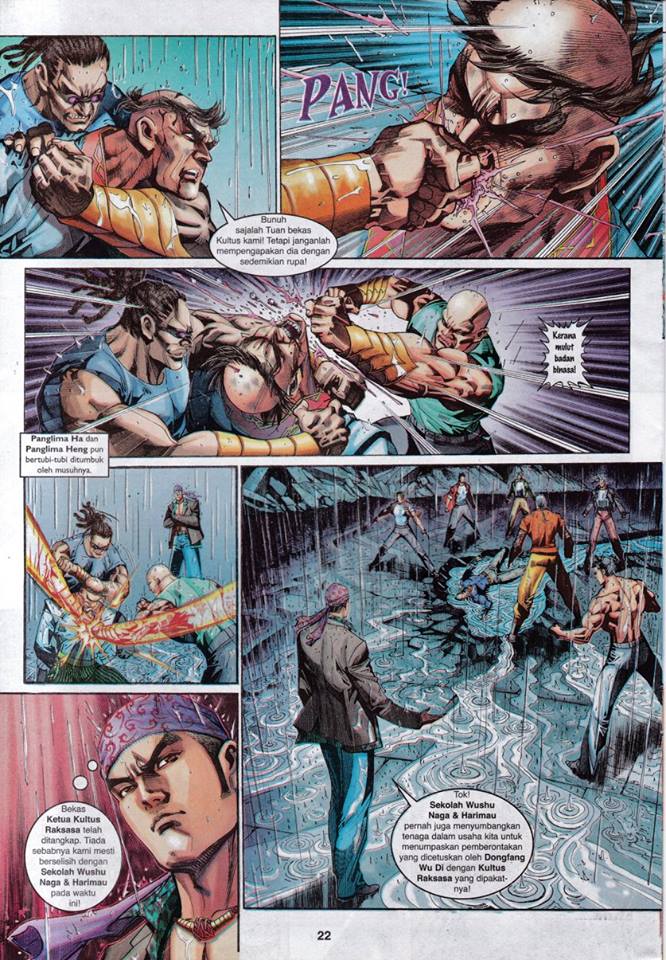 PANG!
Bunuh
sajalah Tuan bekas
Kultus kami! Tetapi janganlah
mempengapakan dia dengan
sedemikian rupa!
Kerana
mulut
badan
binasa!
Panglima Ha dan
Panglima Heng pun
bertubi-tubi ditumbuk
oleh musuhnya.
Tok!
Sekolah Wushu
Naga & Harimau
pernah juga menyumbangkan
tenaga dalam usaha kita untuk
menumpaskan pemberontakan
yang dicetuskan oleh Dongfang
Wu Di dengan Kultus
Raksasa yang dipakat-
nya!
Bekas
Ketua Kultus
Raksasa telah
ditangkap. Tiada
sebabnya kami mesti
berselisih dengan
Sekolah Wushu
Naga & Harimau
pada waktu
ini!
22